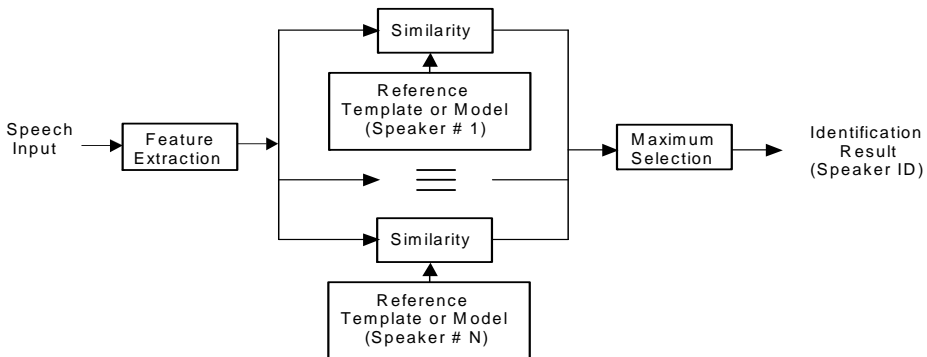 Speech
Input
Feature
Extraction
Similarity
Reference
Template or Model
(Speaker # 1)
Similarity
Reference
Template or Model
(Speaker # N)
Maximum
Selection
Identification
Result
(Speaker ID)